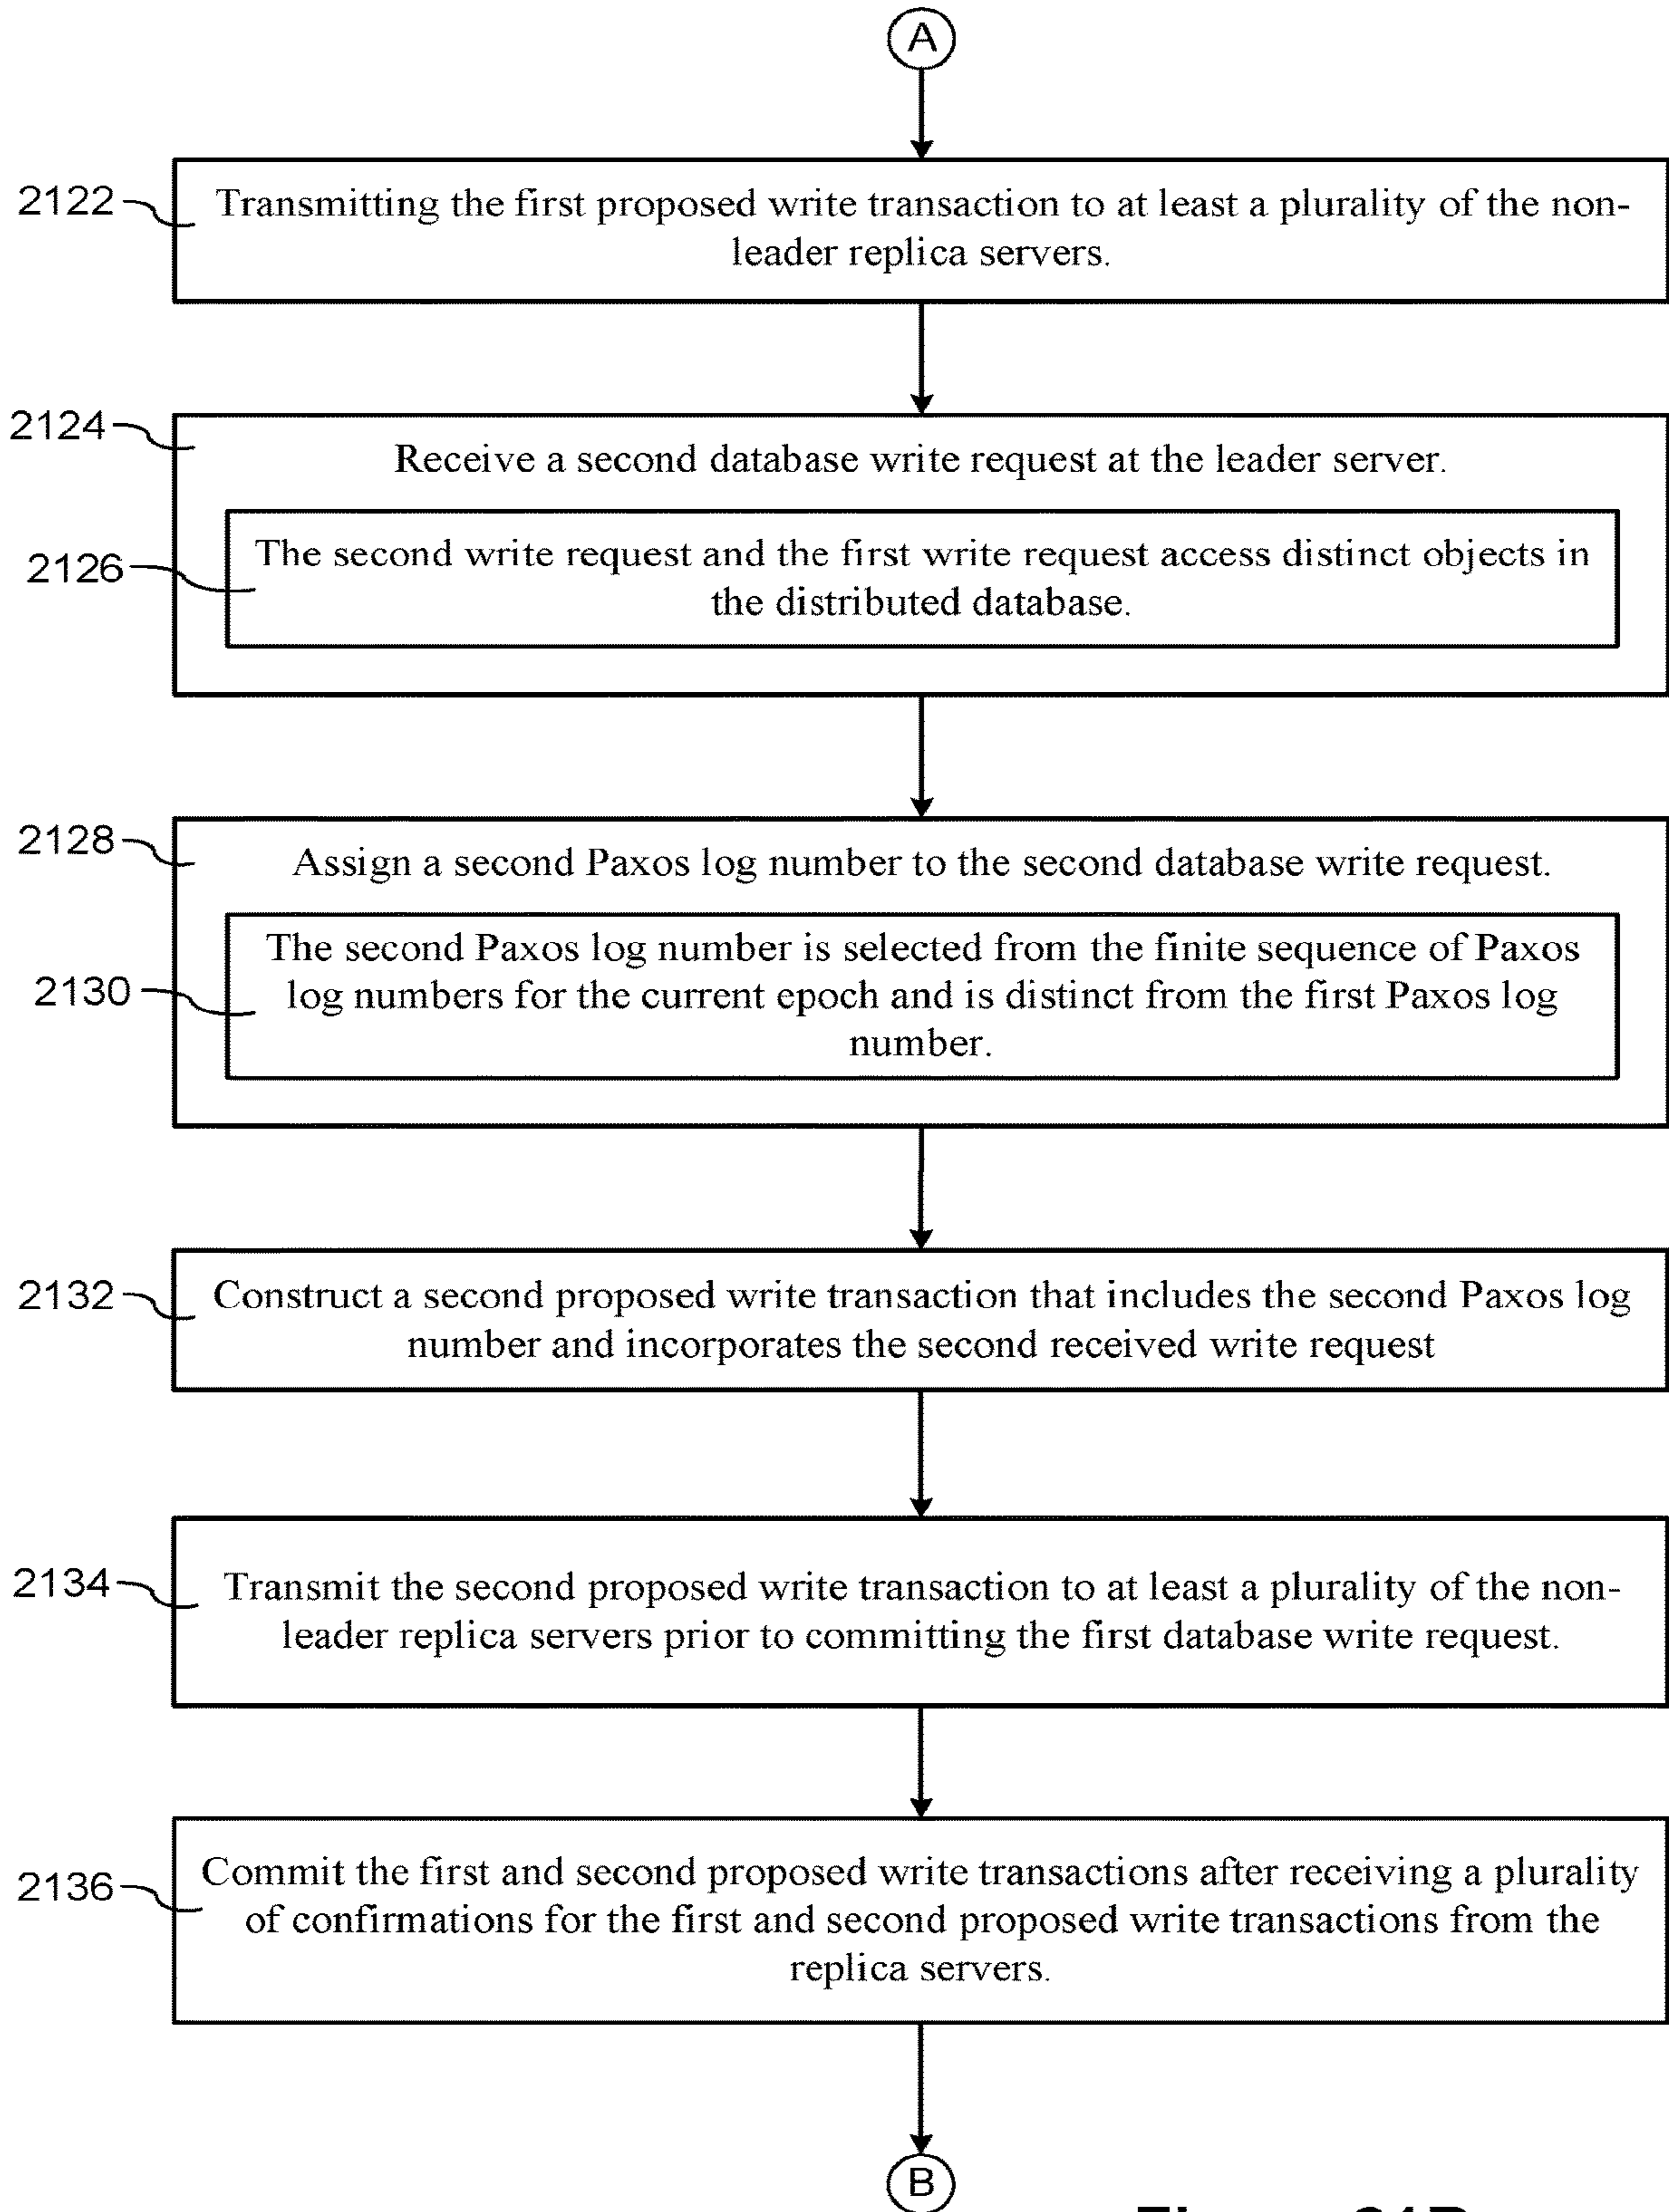 A
2122
Transmitting the first proposed write transaction to at least a plurality of the non-
leader replica servers.
2124
Receive a second database write request at the leader server.
2126
The second write request and the first write request access distinct objects in
the distributed database.
2128
Assign a second Paxos log number to the second database write request.
2130
The second Paxos log number is selected from the finite sequence of Paxos
log numbers for the current epoch and is distinct from the first Paxos log
number.
2132
Construct a second proposed write transaction that includes the second Paxos log
number and incorporates the second received write request
2134
Transmit the second proposed write transaction to at least a plurality of the non-
leader replica servers prior to committing the first database write request.
2136
Commit the first and second proposed write transactions after receiving a plurality
of confirmations for the first and second proposed write transactions from the
replica servers.
B
Figure